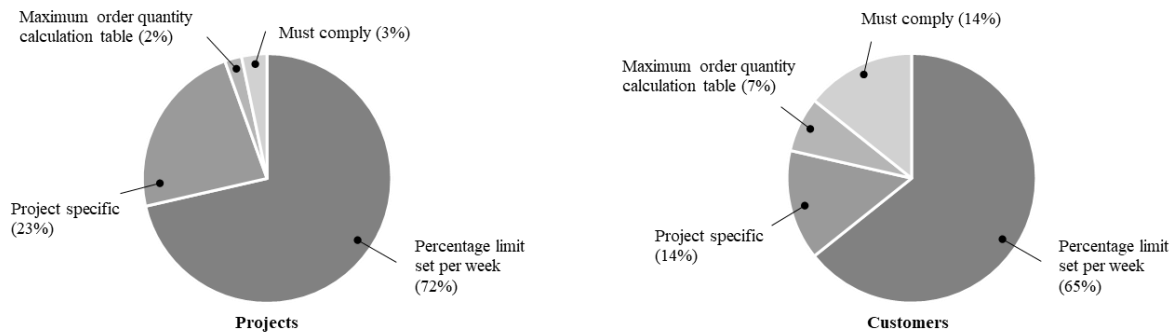 Maximum order quantity
calculation table (2%)
Must comply (3%)
Project specific
(23%)
Percentage limit
set per week
(72%)
Projects
Must comply (14%)
Maximum order quantity
calculation table (7%)
Project specific
(14%)
Percentage limit
set per week
(65%)
Customers